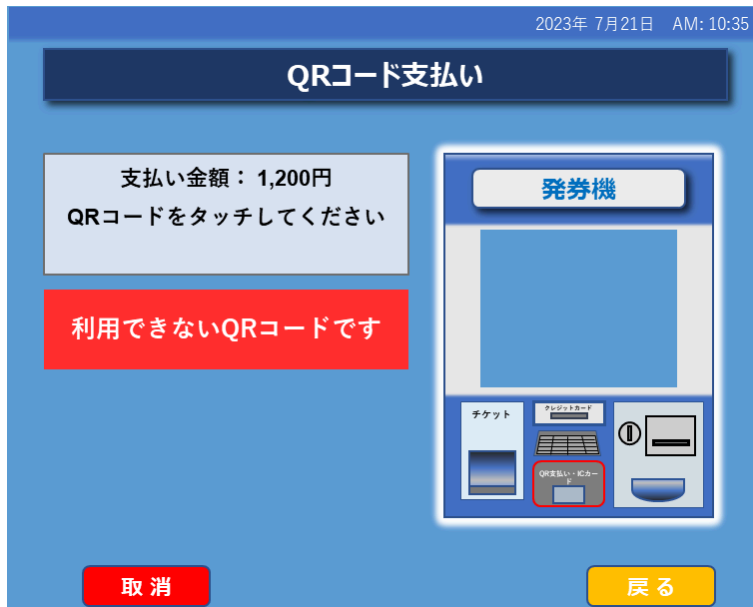 2023年 7月21日 AM: 10:35
QRコード支払い
支払い金額： 1,200円
QRコードをタッチしてください
利用できないQRコードです
発券機
チケット
クレジットカード
QR支払い・ICカー
ド
取 消
戻 る